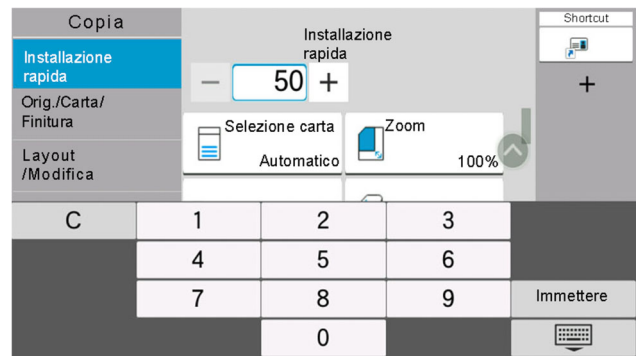 Copia
Installazione
rapida
Orig./Carta/
Finitura
Layout
/Modifica
Installazione
rapida
50
Selezione carta
Automatico
Zoom
100%
Shortcut
C
1
2
3
4
5
6
7
8
9
0
Immettere